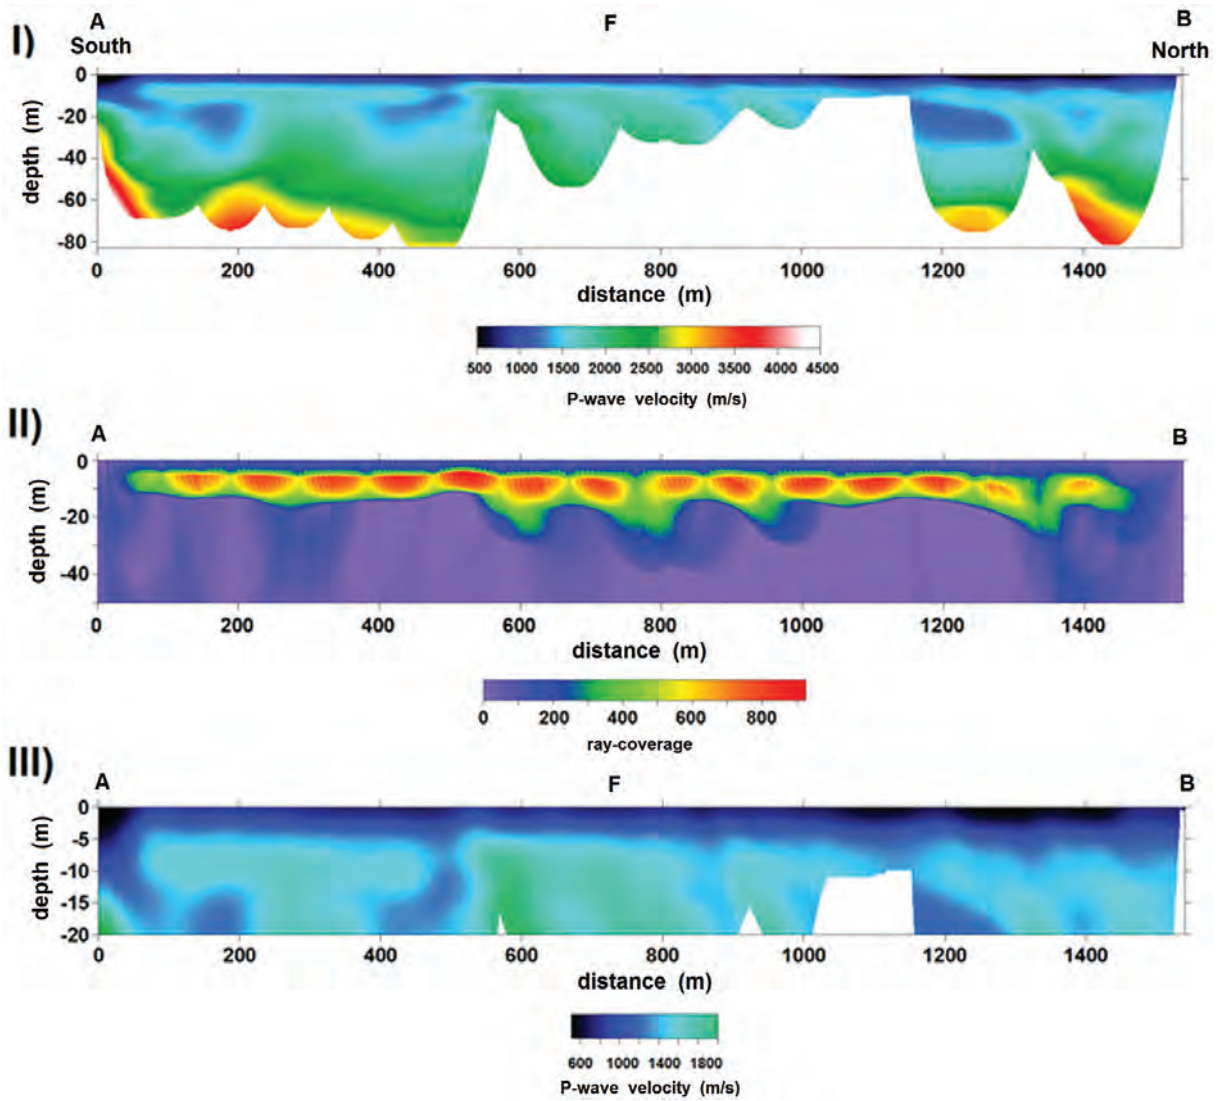 I)
A F B
South North
0
-20
-40
-60
-80
depth (m)
0 200 400 600 800 1000 1200 1400
distance (m)
500 1000 1500 2000 2500 3000 3500 4000 4500
P-wave velocity (m/s)
II)
A B
0
-20
-40
depth (m)
0 200 400 600 800 1000 1200 1400
distance (m)
0 200 400 600 800
ray-coverage
III)
A F B
0
-5
-10
-15
-20
depth (m)
0 200 400 600 800 1000 1200 1400
distance (m)
600 1000 1400 1800
P-wave velocity (m/s)